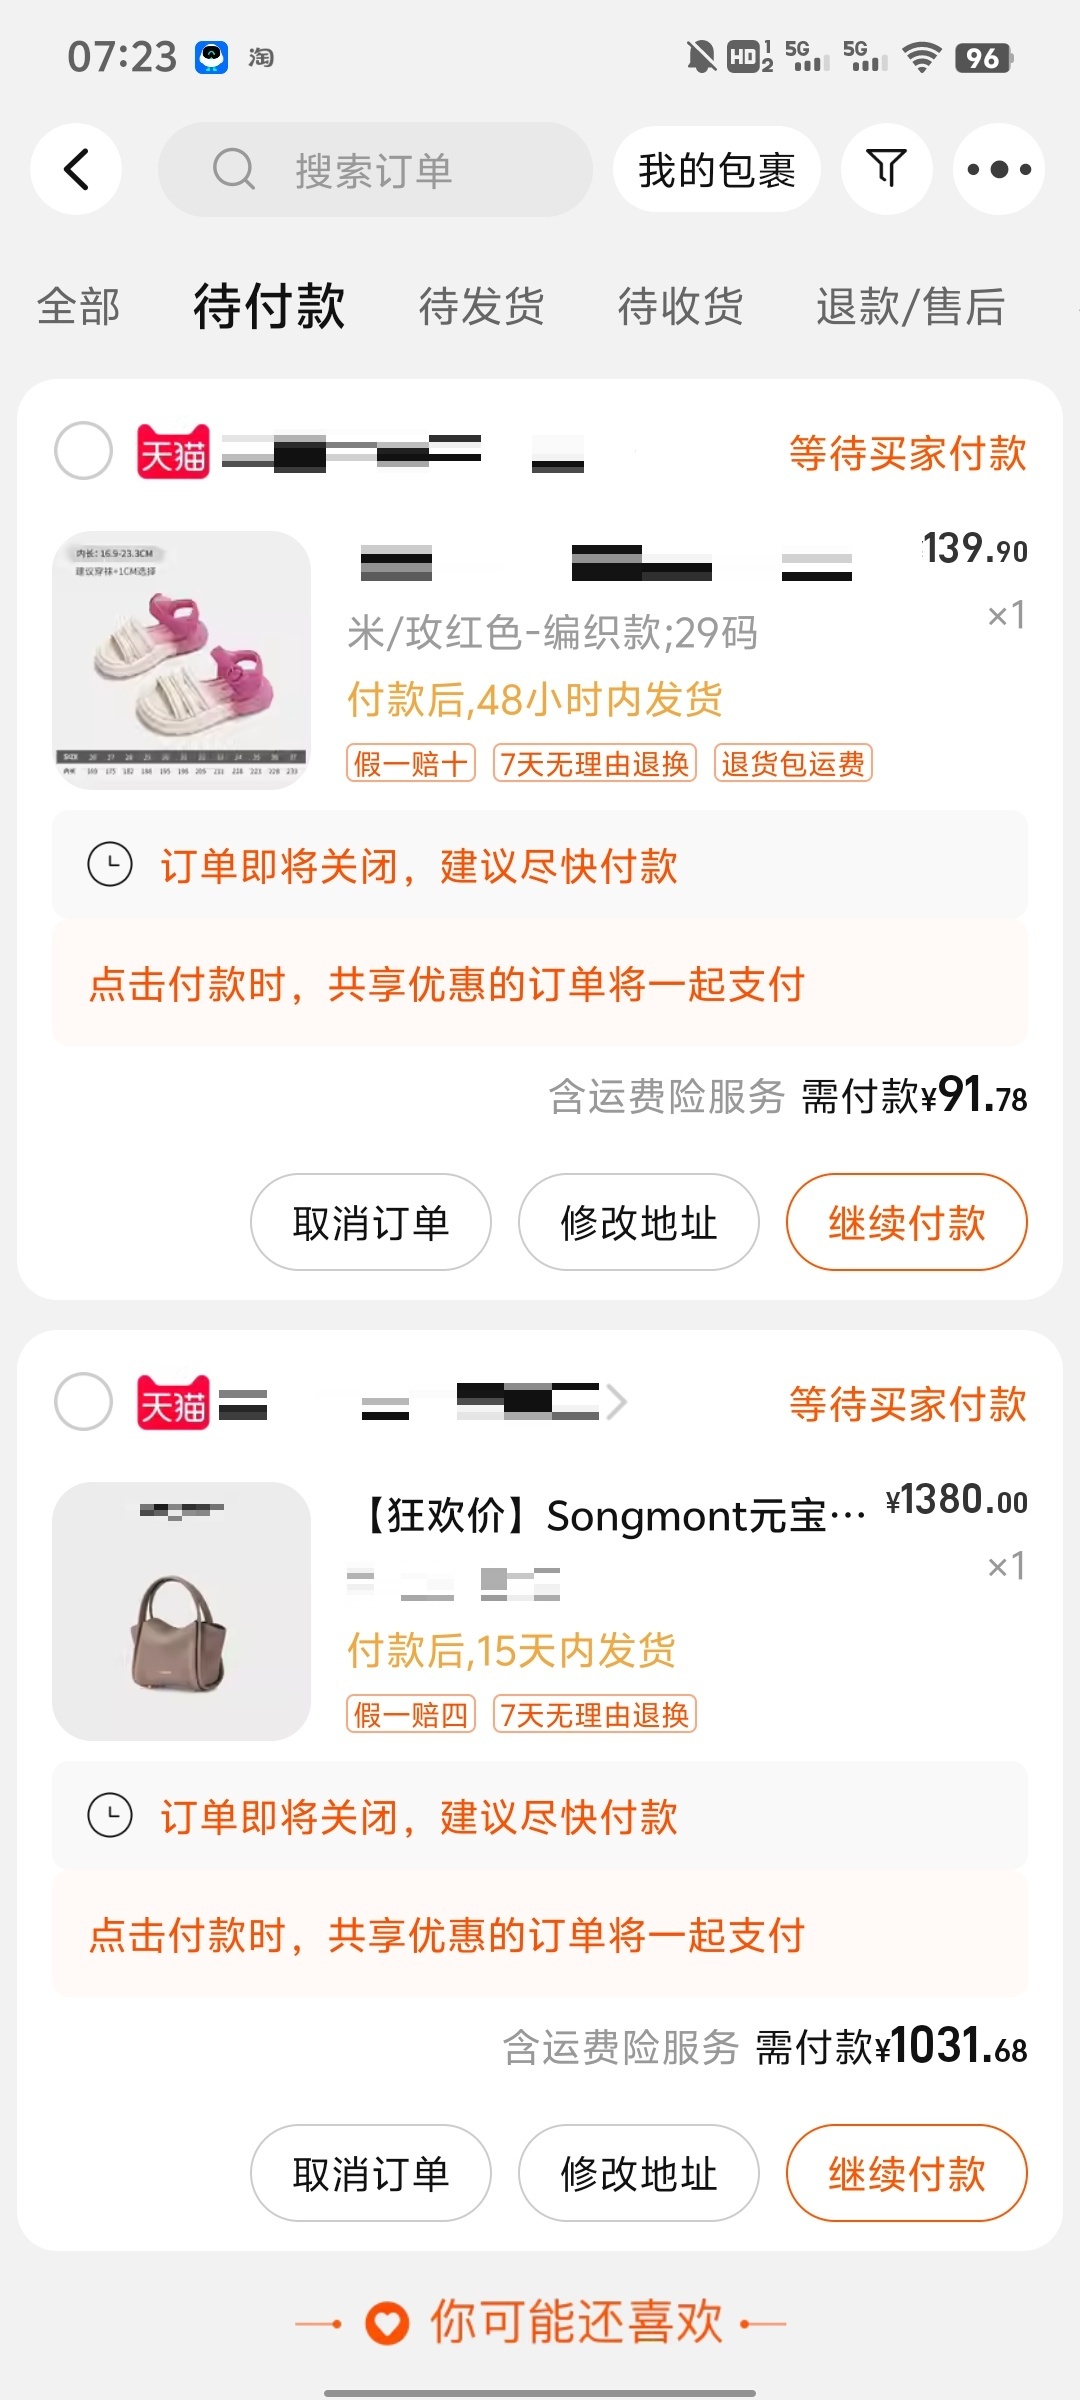 07:23 淘 HD 1 2 5G 5G 96
搜索订单 我的包裹
全部 待付款 待发货 待收货 退款/售后
天猫 等待买家付款
内长: 16.9-23.3CM
建议穿袜+1CM选择
139.90
×1
米/玫红色-编织款;29码
付款后,48小时内发货
假一赔十 7天无理由退换 退货包运费
订单即将关闭，建议尽快付款
点击付款时，共享优惠的订单将一起支付
含运费险服务 需付款¥91.78
取消订单 修改地址 继续付款
天猫 等待买家付款
【狂欢价】Songmont元宝… ¥1380.00
×1
付款后,15天内发货
假一赔四 7天无理由退换
订单即将关闭，建议尽快付款
点击付款时，共享优惠的订单将一起支付
含运费险服务 需付款¥1031.68
取消订单 修改地址 继续付款
你可能还喜欢